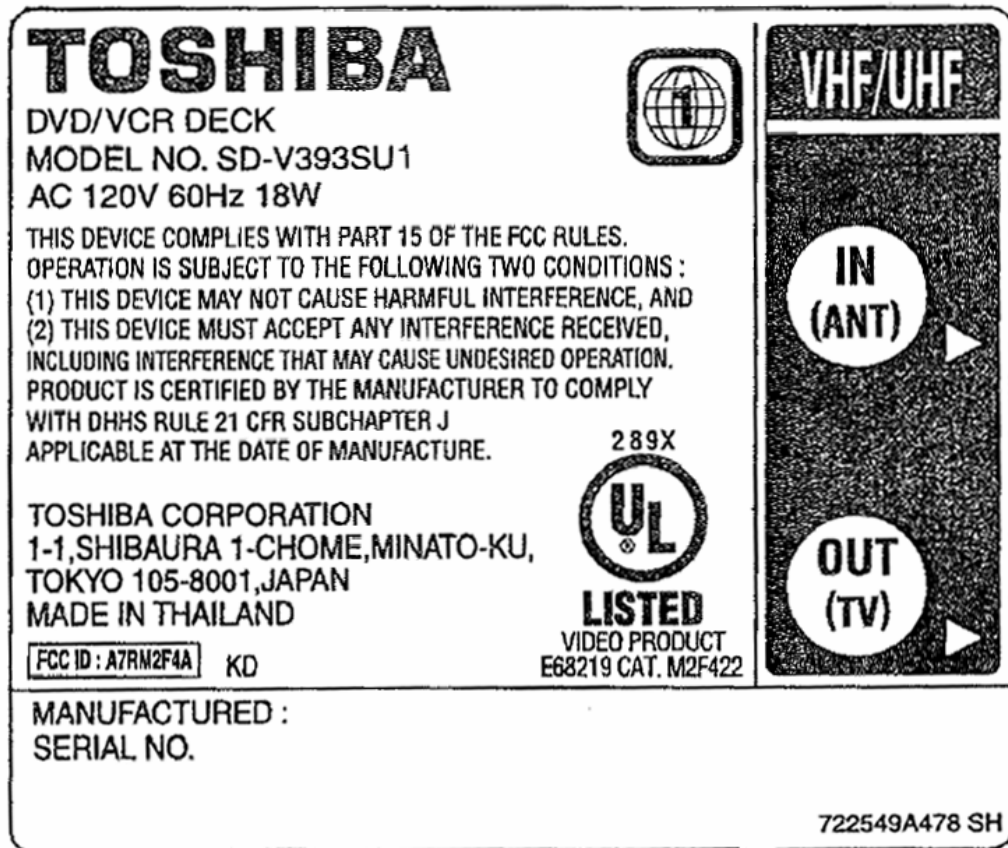 TOSHIBA
DVD/VCR DECK
MODEL NO. SD-V393SU1
AC 120V 60Hz 18W
THIS DEVICE COMPLIES WITH PART 15 OF THE FCC RULES.
OPERATION IS SUBJECT TO THE FOLLOWING TWO CONDITIONS :
(1) THIS DEVICE MAY NOT CAUSE HARMFUL INTERFERENCE, AND
(2) THIS DEVICE MUST ACCEPT ANY INTERFERENCE RECEIVED,
INCLUDING INTERFERENCE THAT MAY CAUSE UNDESIRED OPERATION.
PRODUCT IS CERTIFIED BY THE MANUFACTURER TO COMPLY
WITH DHHS RULE 21 CFR SUBCHAPTER J
APPLICABLE AT THE DATE OF MANUFACTURE.
TOSHIBA CORPORATION
1-1,SHIBAURA 1-CHOME,MINATO-KU,
TOKYO 105-8001,JAPAN
MADE IN THAILAND
FCC ID : A7RM2F4A KD
1
289X
UL
®
LISTED
VIDEO PRODUCT
E68219 CAT. M2F422
VHF/UHF
IN
(ANT)
OUT
(TV)
MANUFACTURED :
SERIAL NO.
722549A478 SH